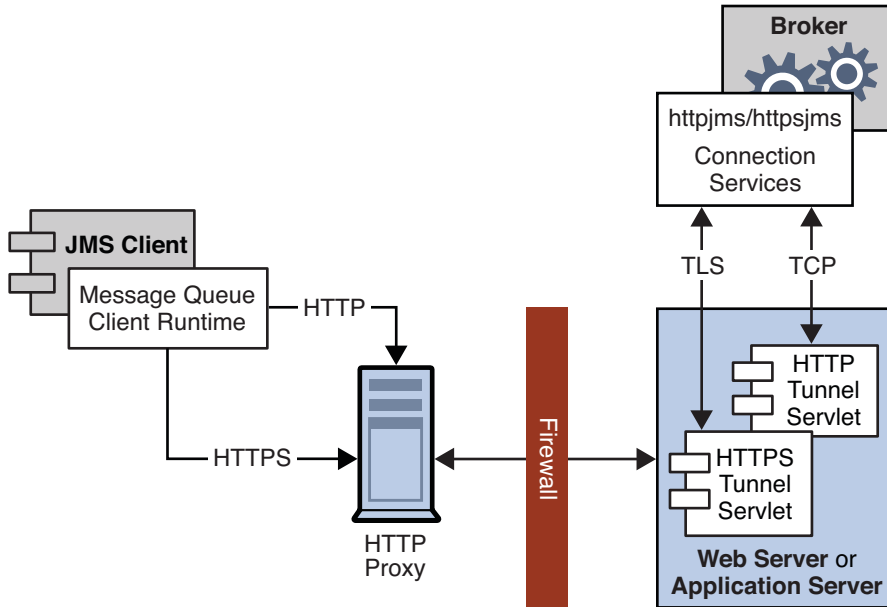 Broker
httpjms/httpsjms
Connection
Services
JMS Client
Message Queue
Client Runtime
HTTP
HTTPS
HTTP
Proxy
Firewall
TLS
TCP
HTTP
Tunnel
Servlet
HTTPS
Tunnel
Servlet
Web Server or
Application Server